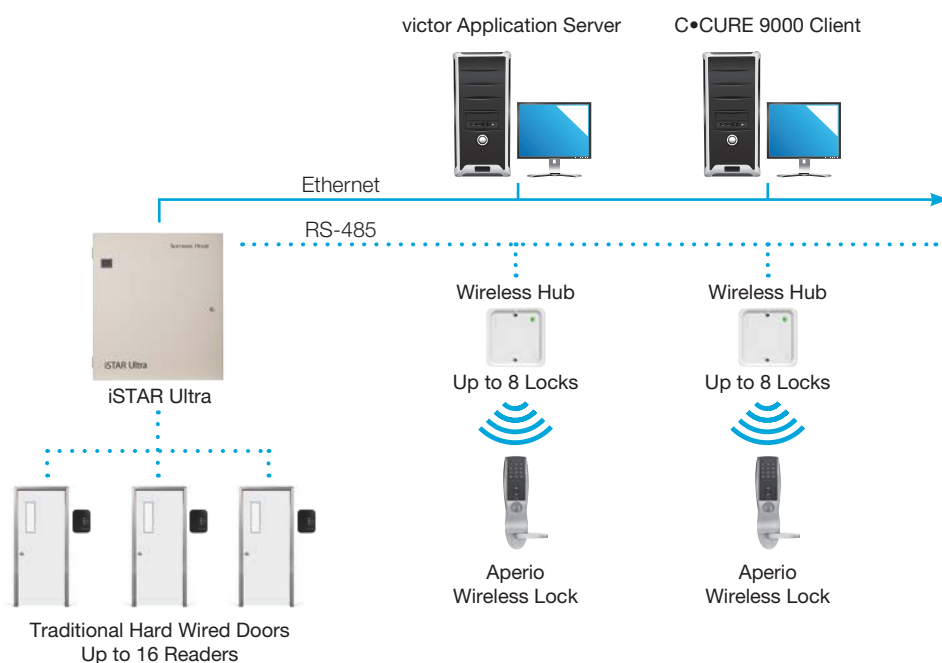 victor Application Server
C•CURE 9000 Client
Ethernet
RS-485
iSTAR Ultra
iSTAR Ultra
Wireless Hub
Up to 8 Locks
Aperio
Wireless Lock
Wireless Hub
Up to 8 Locks
Aperio
Wireless Lock
Traditional Hard Wired Doors
Up to 16 Readers